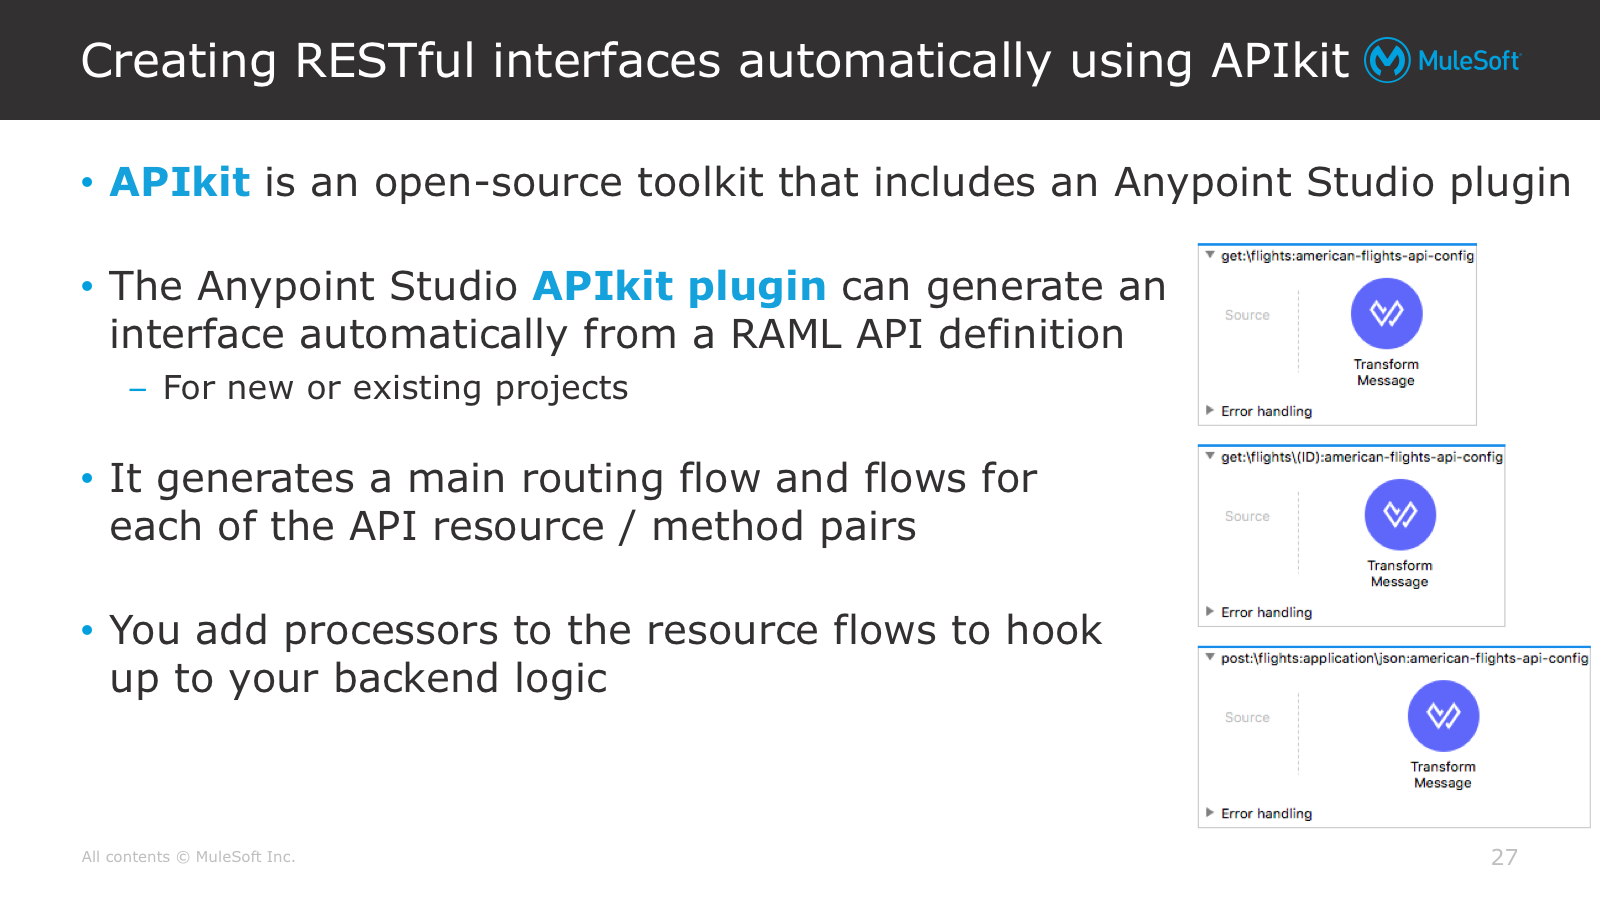 Creating RESTful interfaces automatically using APIkit
MuleSoft
• APIkit is an open-source toolkit that includes an Anypoint Studio plugin
• The Anypoint Studio APIkit plugin can generate an
interface automatically from a RAML API definition
– For new or existing projects
• It generates a main routing flow and flows for
each of the API resource / method pairs
• You add processors to the resource flows to hook
up to your backend logic
get:\flights:american-flights-api-config
Source
Transform
Message
Error handling
get:\flights\(ID):american-flights-api-config
Source
Transform
Message
Error handling
post:\flights:application\json:american-flights-api-config
Source
Transform
Message
Error handling
All contents © MuleSoft Inc.
27